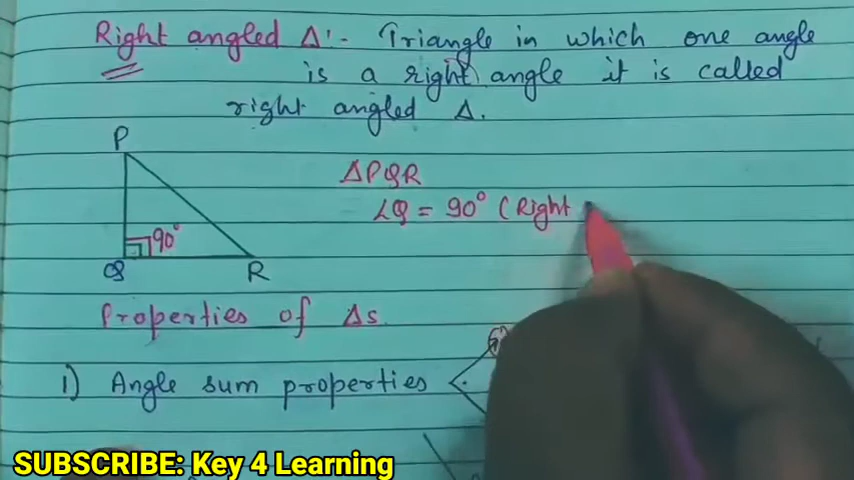 Right angled Δ:- Triangle in which one angle
is a right angle it is called
right angled Δ.
P
ΔPQR
∠Q = 90° (Right
90°
Q R
Properties of Δs
1) Angle sum properties
SUBSCRIBE: Key 4 Learning